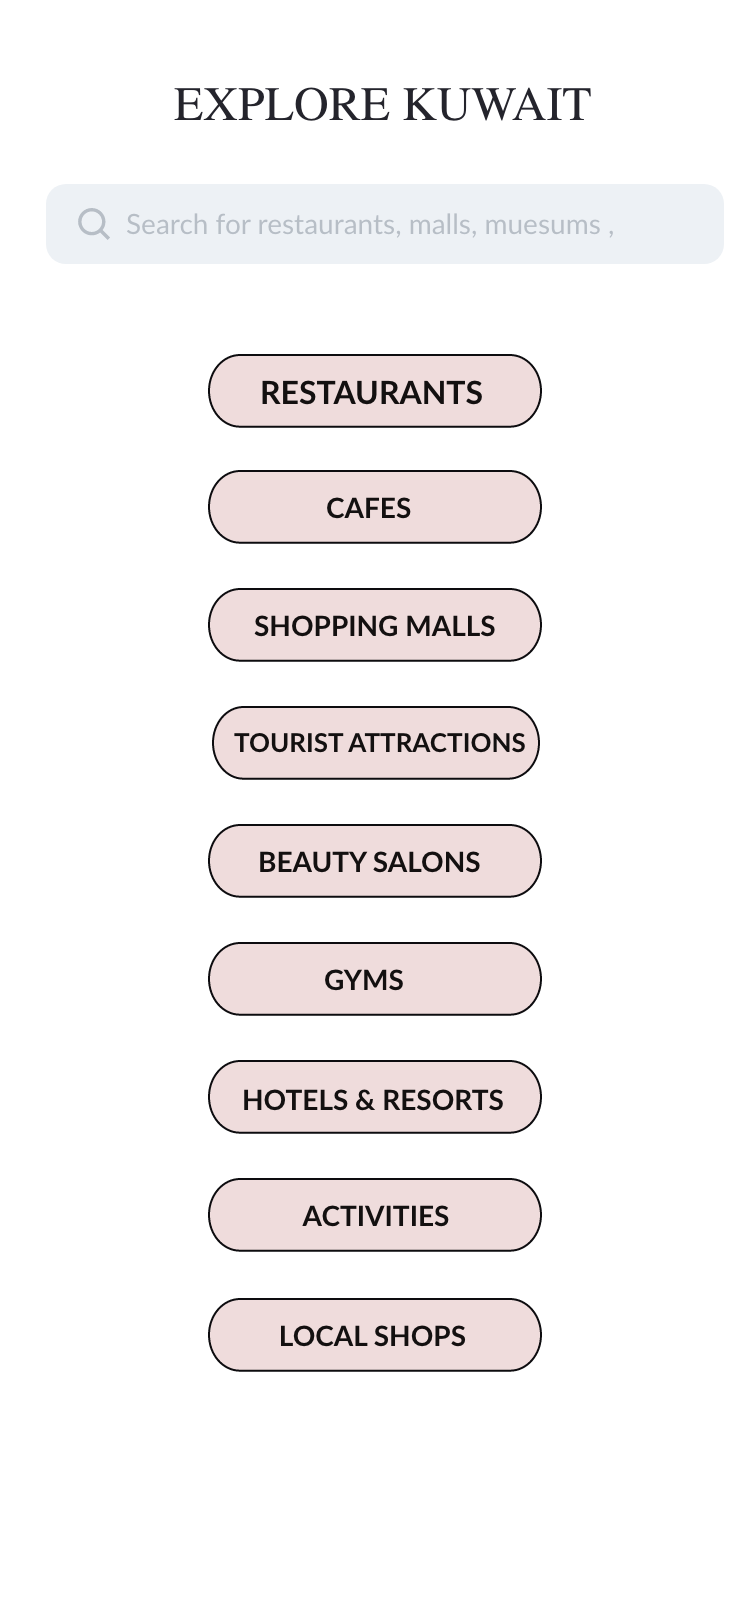 EXPLORE KUWAIT
Search for restaurants, malls, muesums ,
RESTAURANTS
CAFES
SHOPPING MALLS
TOURIST ATTRACTIONS
BEAUTY SALONS
GYMS
HOTELS & RESORTS
ACTIVITIES
LOCAL SHOPS